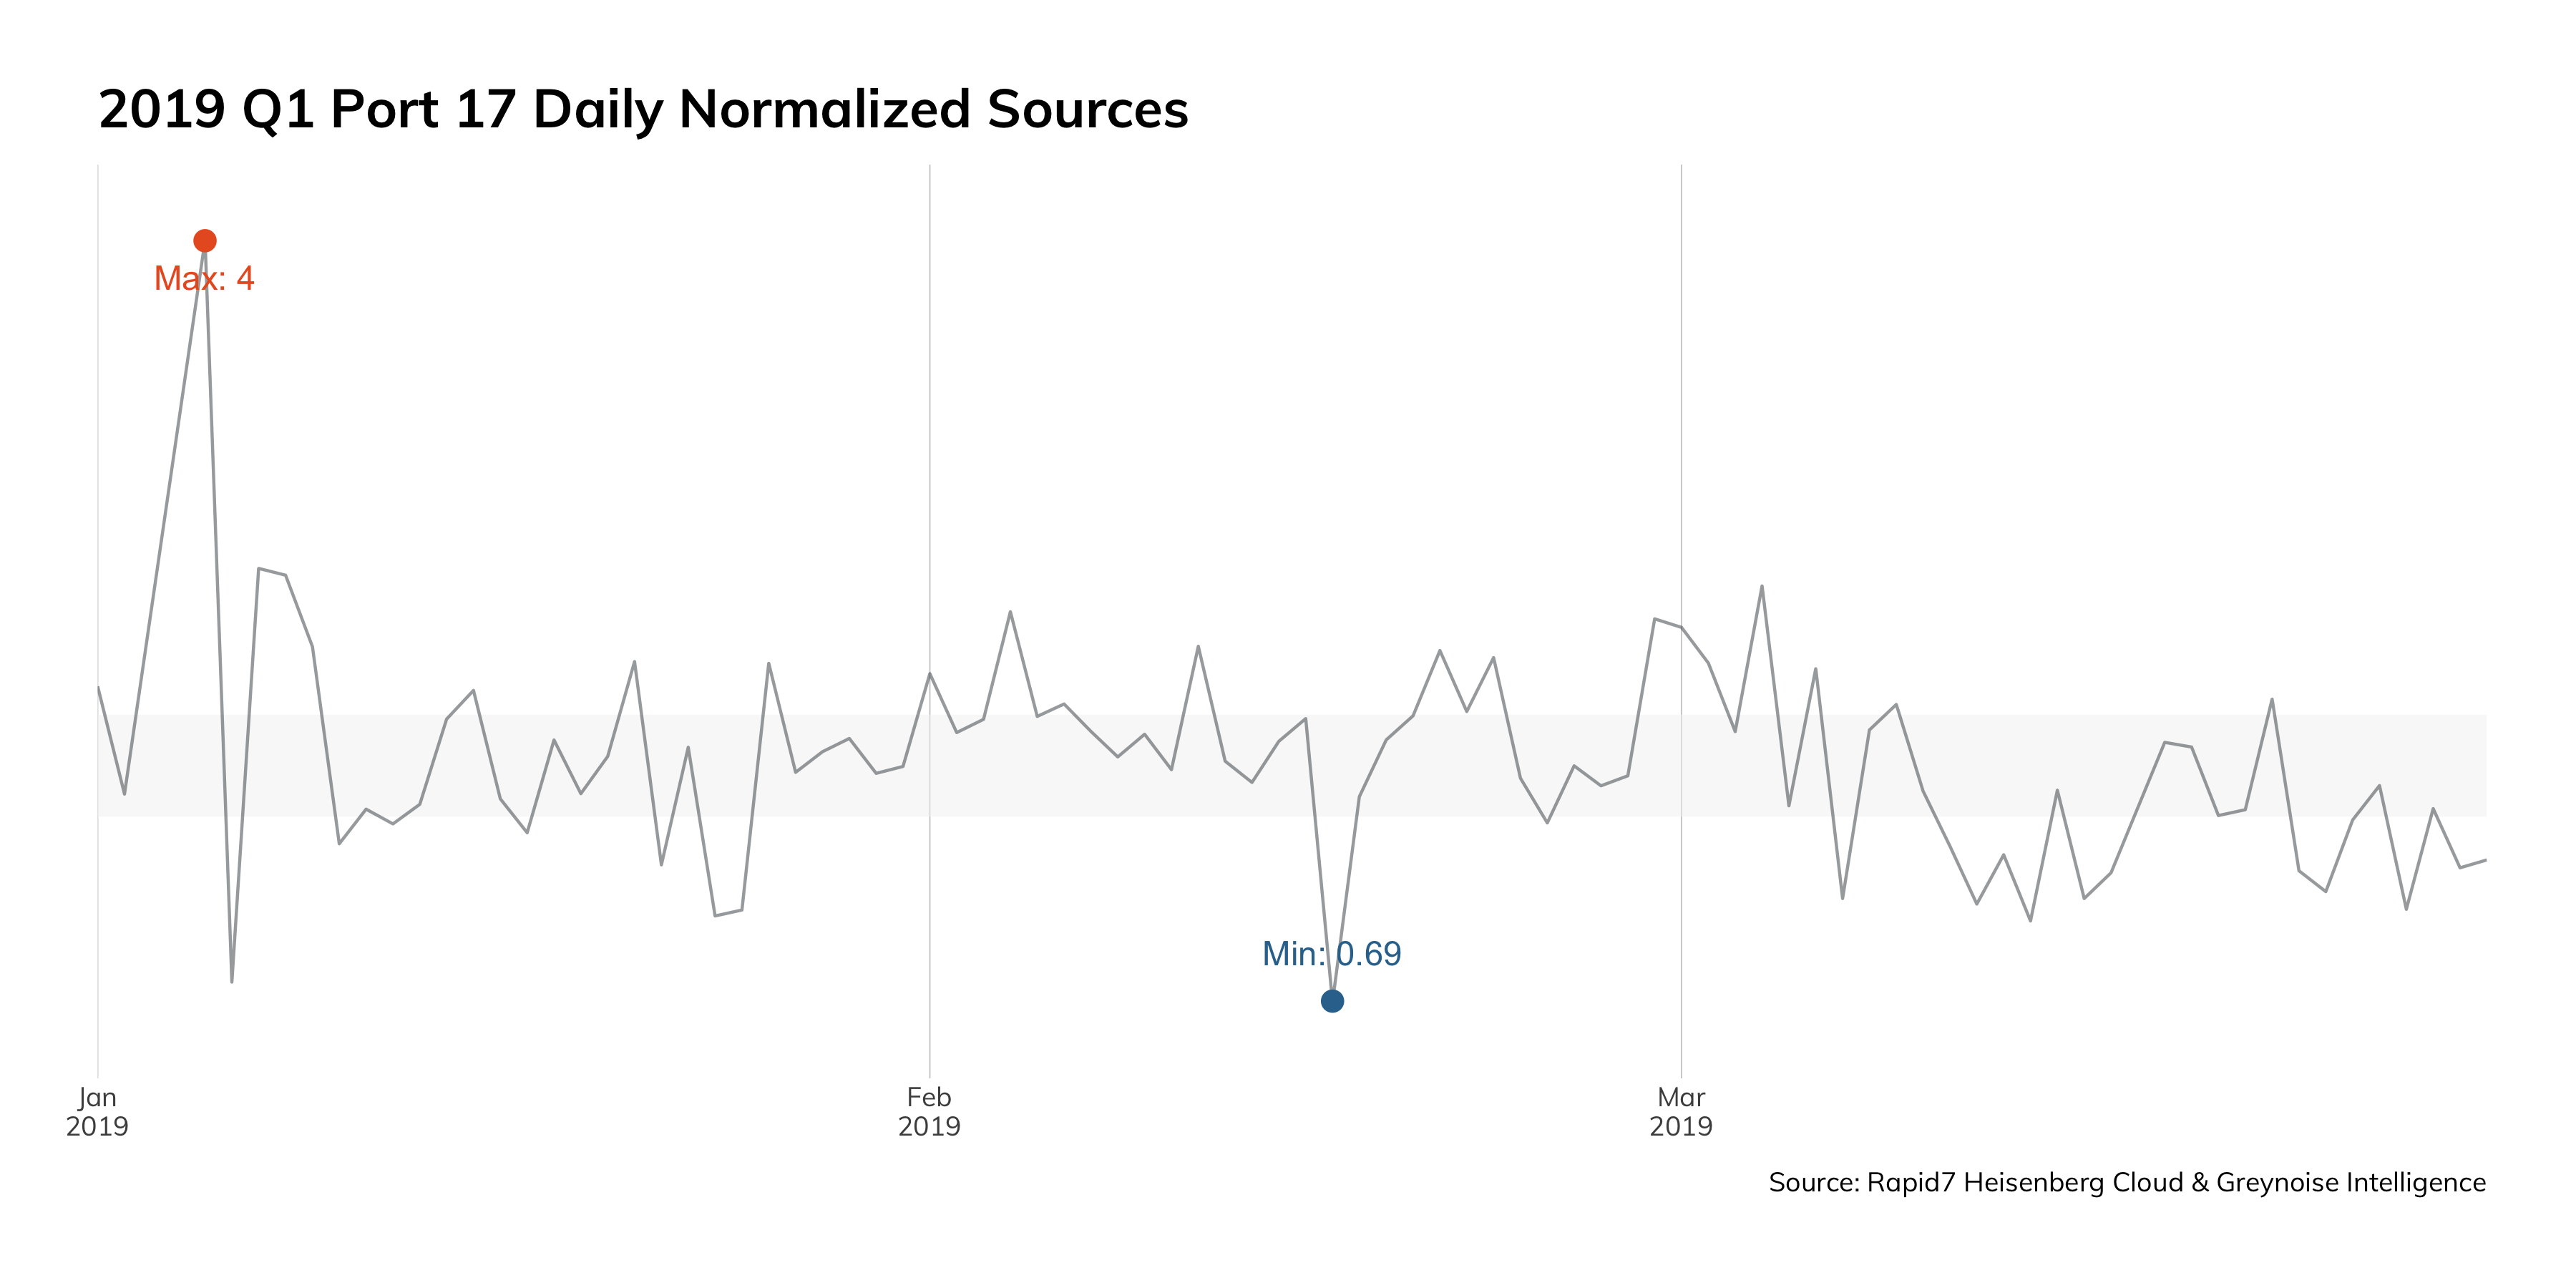 2019 Q1 Port 17 Daily Normalized Sources
Max: 4
Min: 0.69
Jan
2019
Feb
2019
Mar
2019
Source: Rapid7 Heisenberg Cloud & Greynoise Intelligence